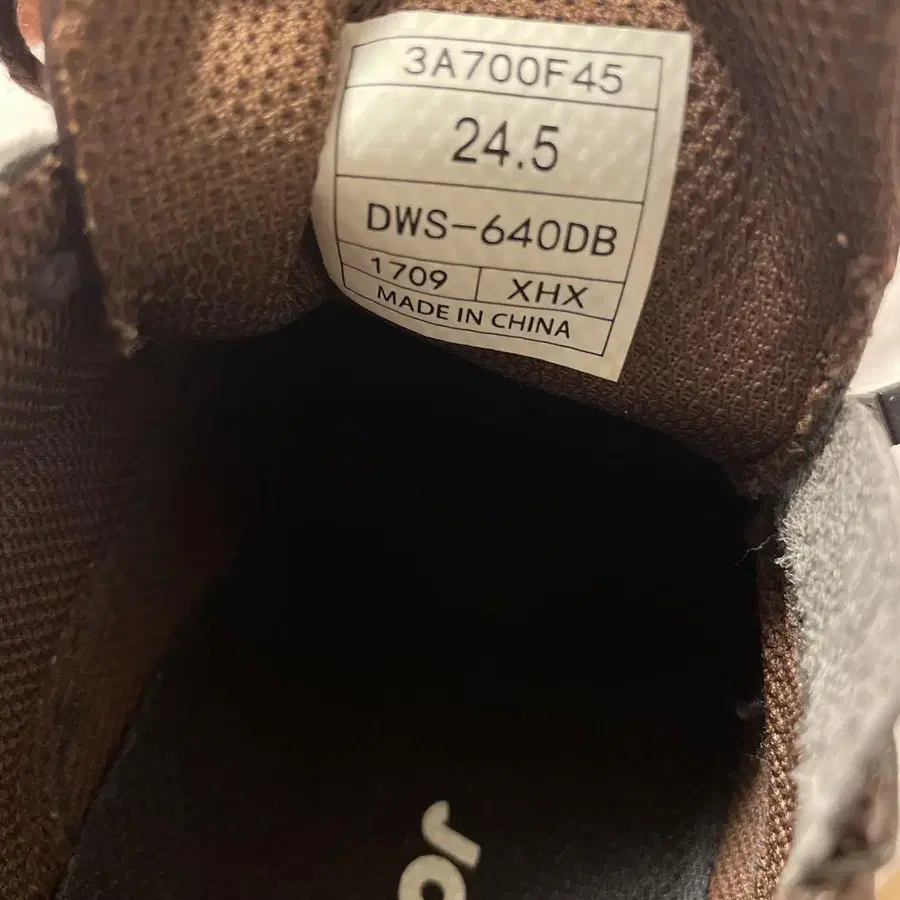 3A700F45
24.5
DWS-640DB
1709 XHX
MADE IN CHINA